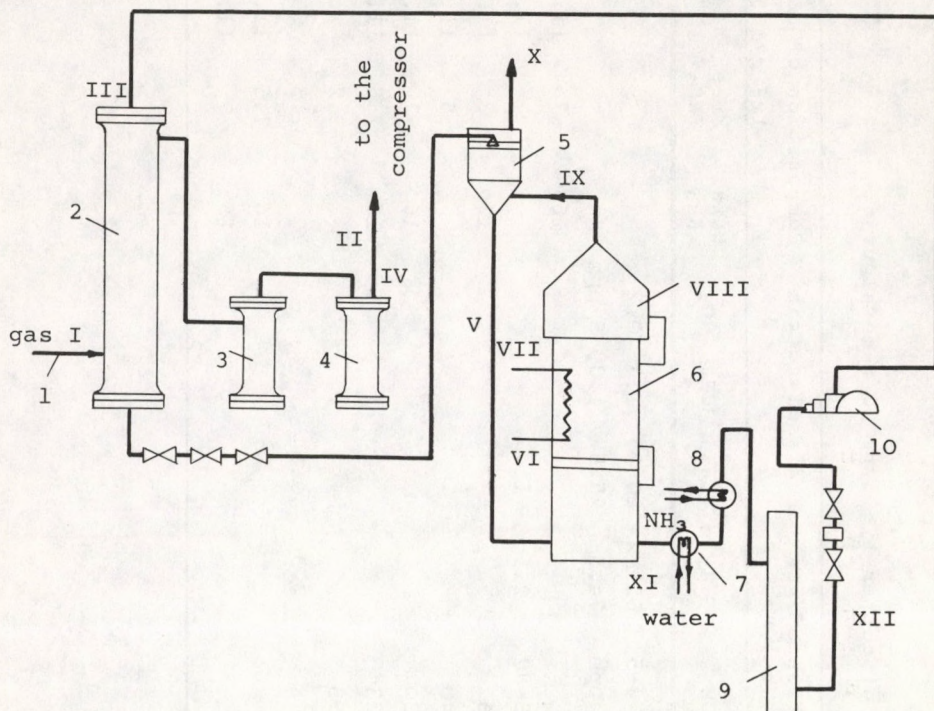 X
to the
compressor
III
5
IX
2
II
IV
VIII
V
gas I
VII
3
4
6
1
10
VI
8
NH₃
7
XI
water
XII
9